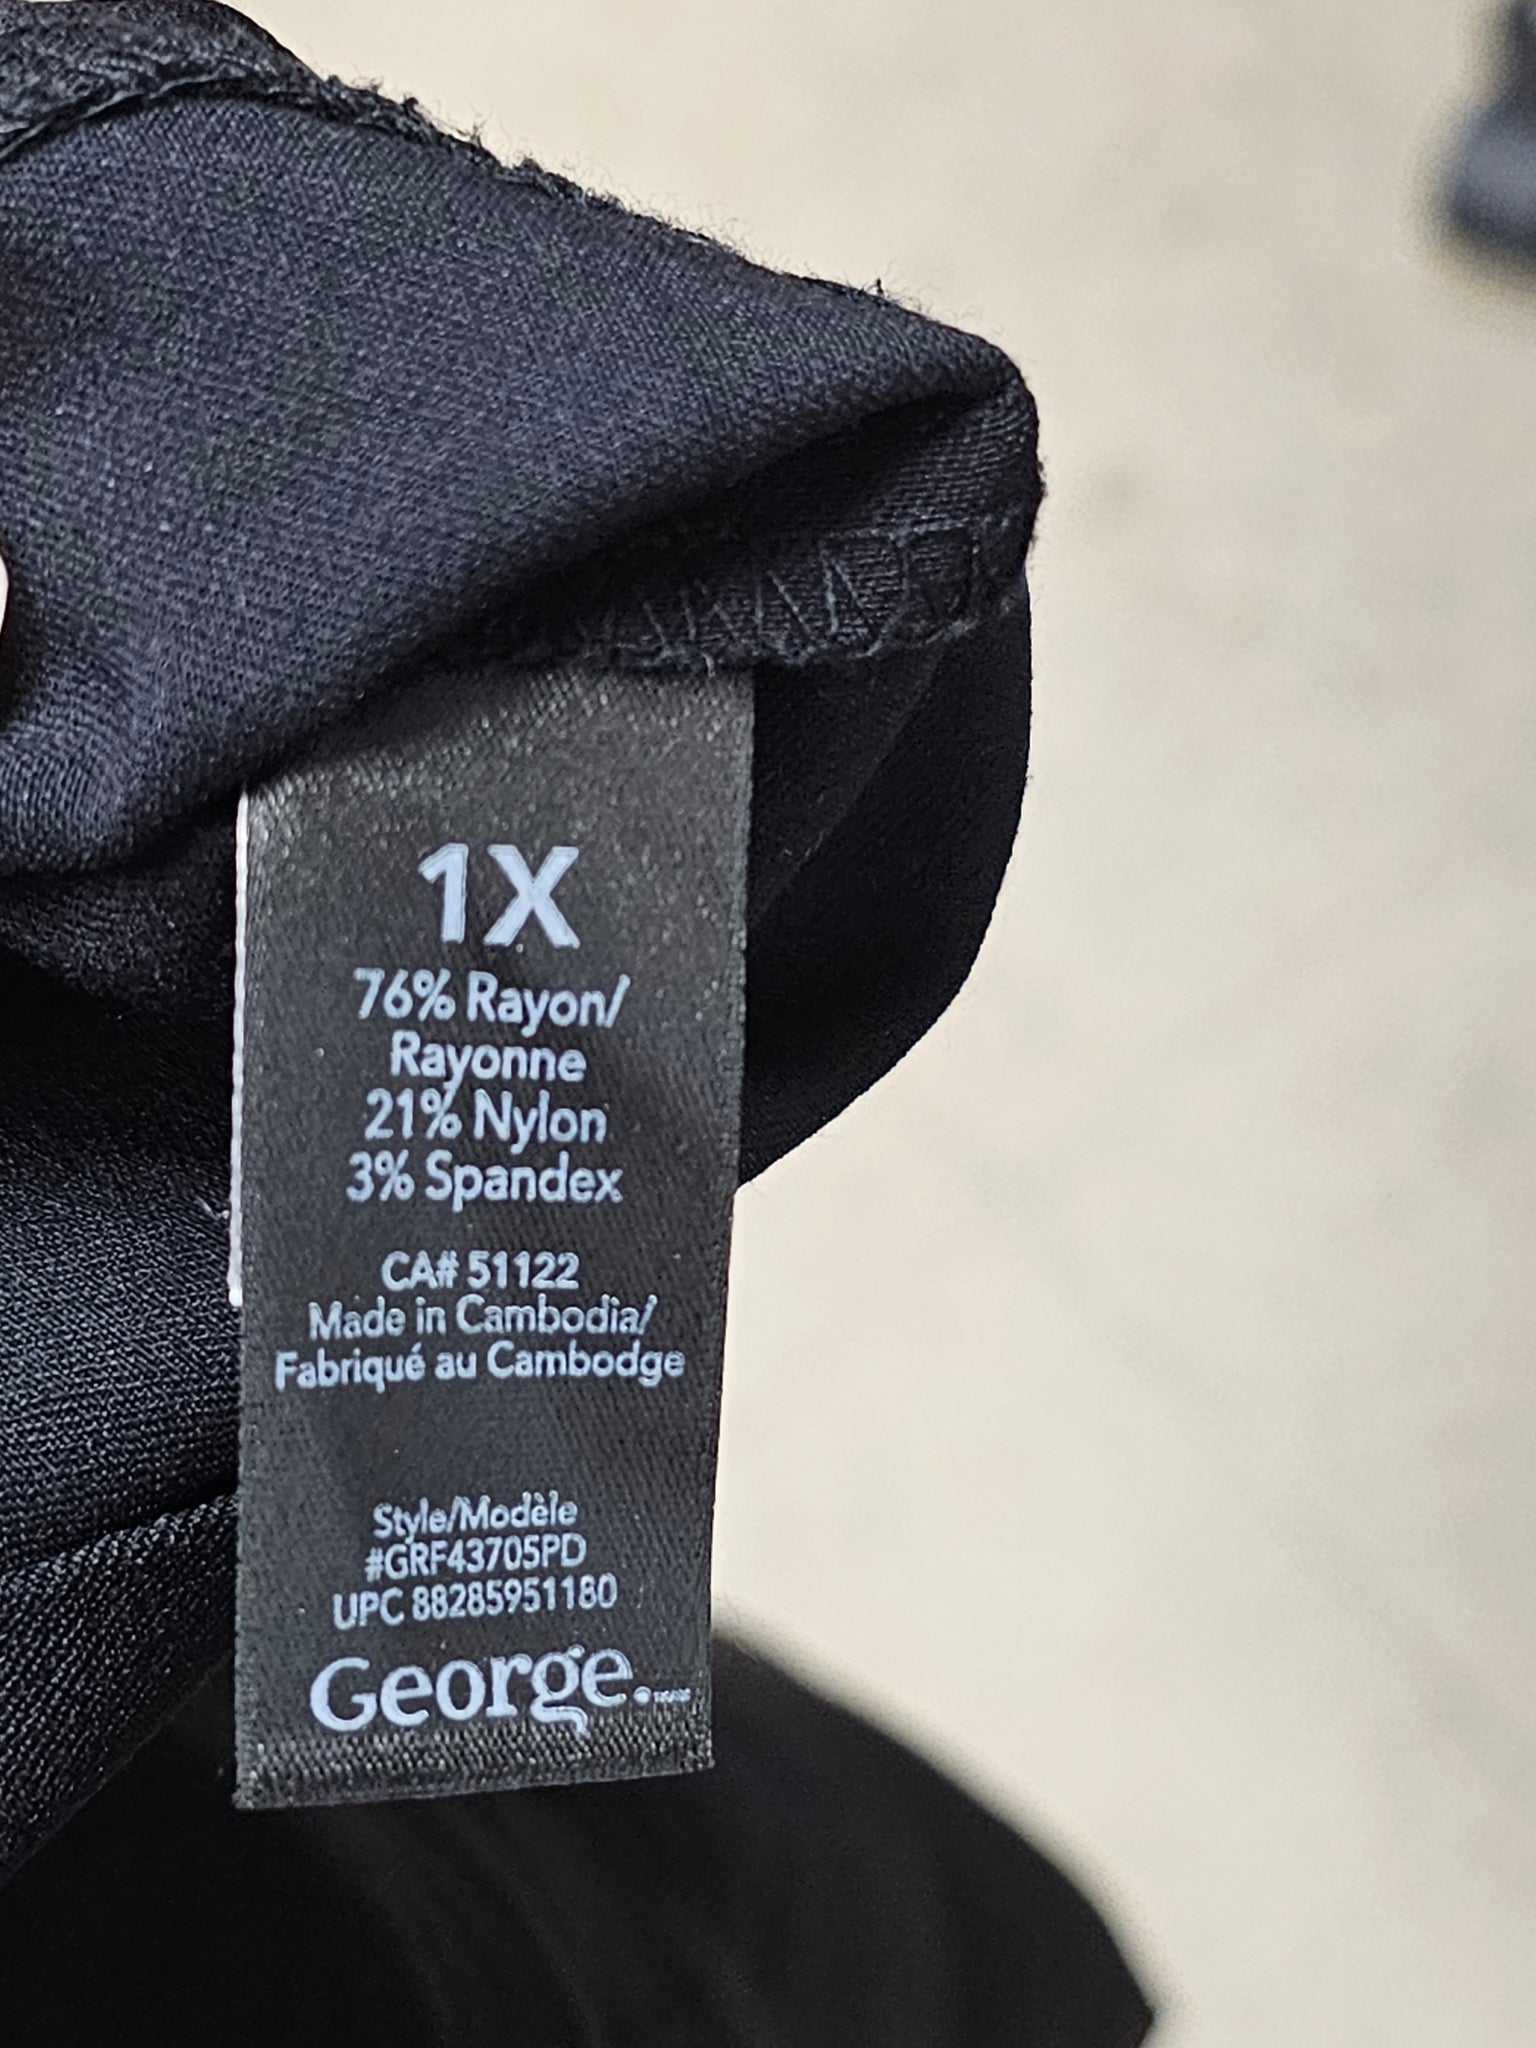 1X
76% Rayon/
Rayonne
21% Nylon
3% Spandex
CA# 51122
Made in Cambodia/
Fabriqué au Cambodge
Style/Modèle
#GRF43705PD
UPC 88285951180
George.